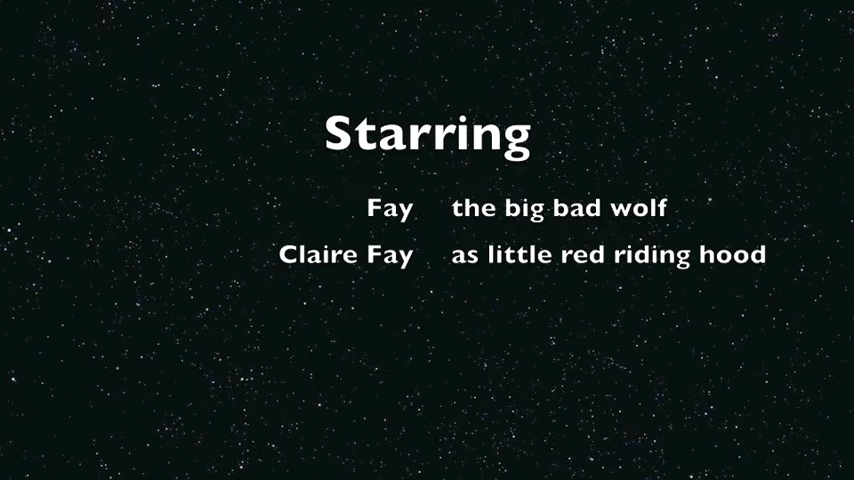 Starring
Fay the big bad wolf
Claire Fay as little red riding hood